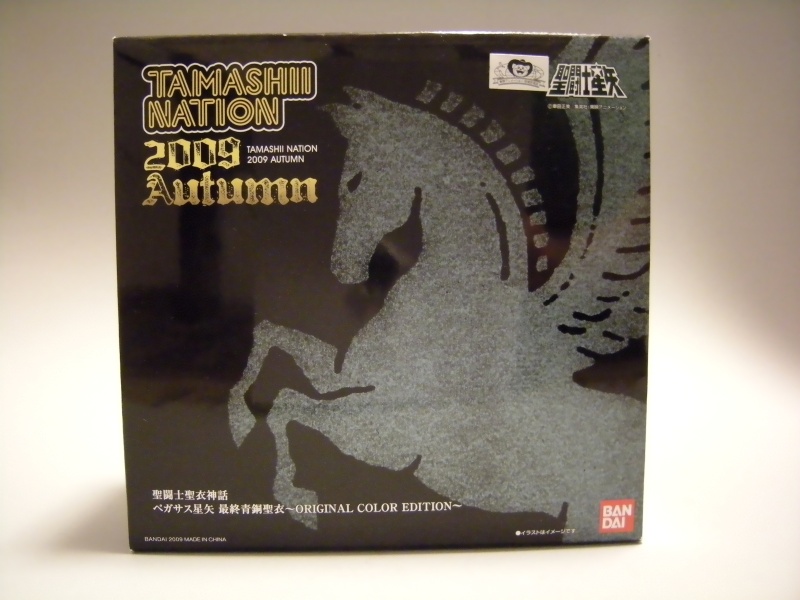 TAMASHII
NATION
2009
Autumn
TAMASHII NATION
2009 AUTUMN
聖闘士星矢
聖闘士聖衣神話
ペガサス星矢 最終青銅聖衣~ORIGINAL COLOR EDITION~
BANDAI 2009 MADE IN CHINA
●イラストはイメージです
BAN
DAI